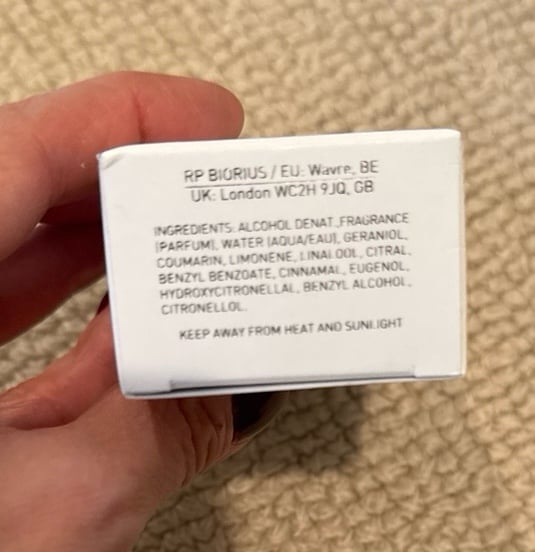 RP BIORIUS / EU: Wavre, BE
UK: London WC2H 9JQ, GB
INGREDIENTS: ALCOHOL DENAT.,FRAGRANCE
(PARFUM), WATER (AQUA/EAU), GERANIOL,
COUMARIN, LIMONENE, LINALOOL, CITRAL,
BENZYL BENZOATE, CINNAMAL, EUGENOL,
HYDROXYCITRONELLAL, BENZYL ALCOHOL,
CITRONELLOL.
KEEP AWAY FROM HEAT AND SUNLIGHT